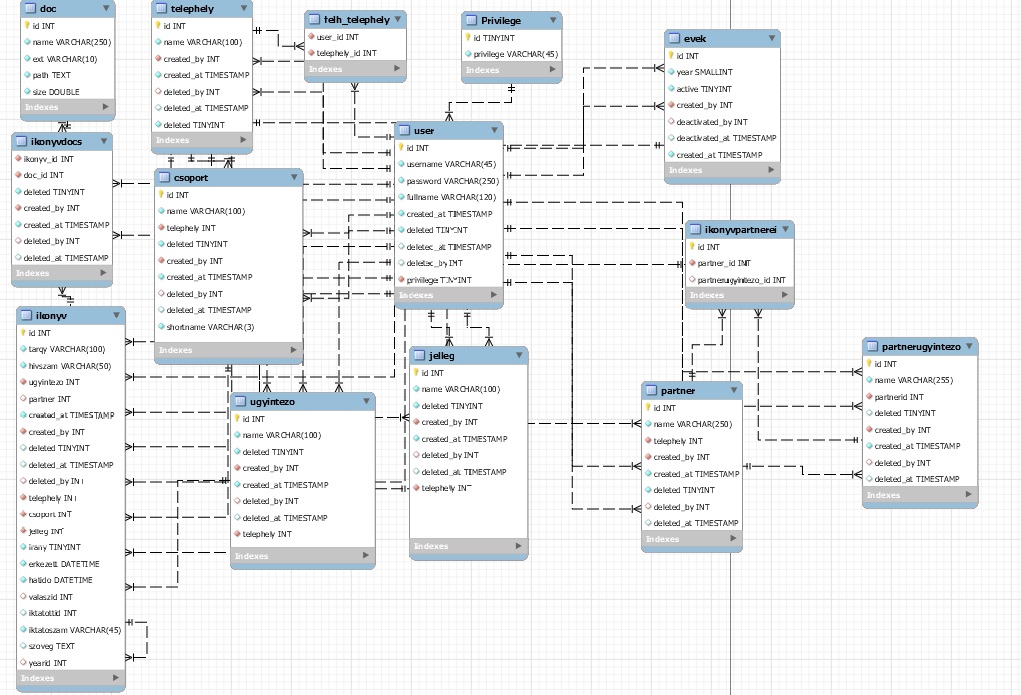 doc
id INT
name VARCHAR(250)
ext VARCHAR(10)
path TEXT
size DOUBLE
Indexes
telephely
id INT
name VARCHAR(100)
created_by INT
created_at TIMESTAMP
deleted_by INT
deleted_at TIMESTAMP
deleted TINYINT
Indexes
felh_telephely
user_id INT
telephely_id INT
Indexes
Privilege
id TINYINT
privilege VARCHAR(45)
Indexes
evek
id INT
year SMALLINT
active TINYINT
created_by INT
deactivated_by INT
deactivated_at TIMESTAMP
created_at TIMESTAMP
Indexes
ikonyvdocs
ikonyv_id INT
doc_id INT
deleted TINYINT
created_by INT
created_at TIMESTAMP
deleted_by INT
deleted_at TIMESTAMP
Indexes
csoport
id INT
name VARCHAR(100)
telephely INT
deleted TINYINT
created_by INT
created_at TIMESTAMP
deleted_by INT
deleted_at TIMESTAMP
shortname VARCHAR(3)
Indexes
user
id INT
username VARCHAR(45)
password VARCHAR(250)
fullname VARCHAR(120)
created_at TIMESTAMP
deleted TINYINT
deleted_at TIMESTAMP
deleted_by INT
privilege TINYINT
Indexes
ikonyvpartnerei
id INT
partner_id INT
partnerugyintezo_id INT
Indexes
ikonyv
id INT
targy VARCHAR(100)
hivszam VARCHAR(50)
ugyintezo INT
partner INT
created_at TIMESTAMP
created_by INT
deleted TINYINT
deleted_at TIMESTAMP
deleted_by INT
telephely INT
csoport INT
jelleg INT
irany TINYINT
erkezett DATETIME
hatido DATETIME
valaszid INT
iktatottid INT
iktatoszam VARCHAR(45)
szoveg TEXT
yearid INT
Indexes
ugyintezo
id INT
name VARCHAR(100)
deleted TINYINT
created_by INT
created_at TIMESTAMP
deleted_by INT
deleted_at TIMESTAMP
telephely INT
Indexes
jelleg
id INT
name VARCHAR(100)
deleted TINYINT
created_by INT
created_at TIMESTAMP
deleted_by INT
deleted_at TIMESTAMP
telephely INT
Indexes
partner
id INT
name VARCHAR(250)
telephely INT
created_by INT
created_at TIMESTAMP
deleted TINYINT
deleted_by INT
deleted_at TIMESTAMP
Indexes
partnerugyintezo
id INT
name VARCHAR(255)
partnerid INT
deleted TINYINT
created_by INT
created_at TIMESTAMP
deleted_by INT
deleted_at TIMESTAMP
Indexes